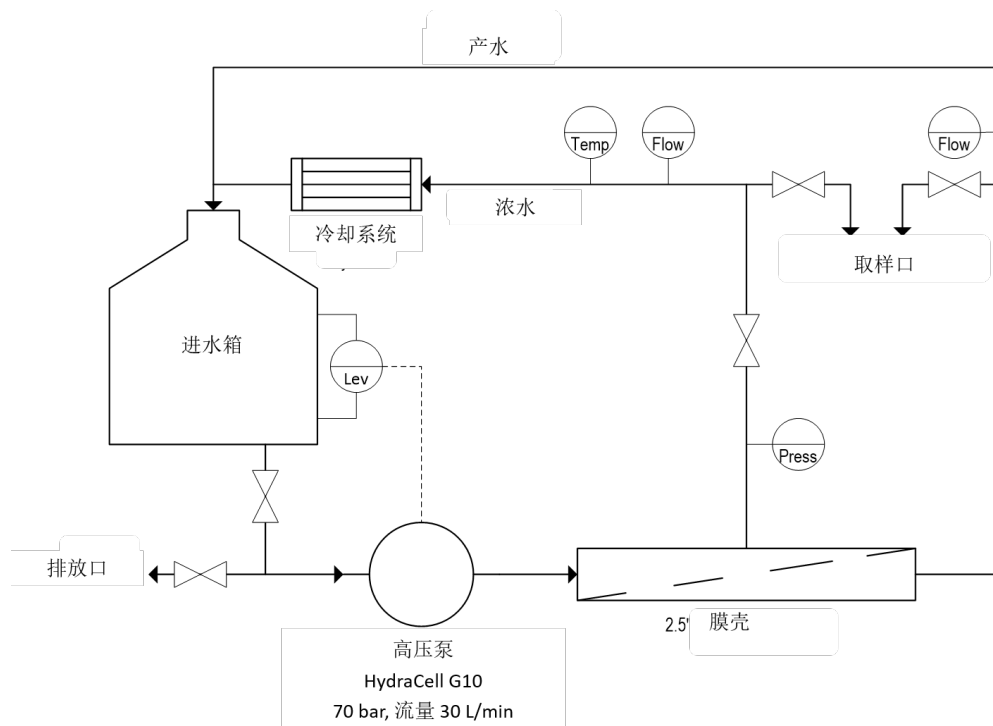 产水
Temp
Flow
Flow
浓水
冷却系统
取样口
进水箱
Lev
Press
排放口
2.5" 膜壳
高压泵
HydraCell G10
70 bar, 流量 30 L/min